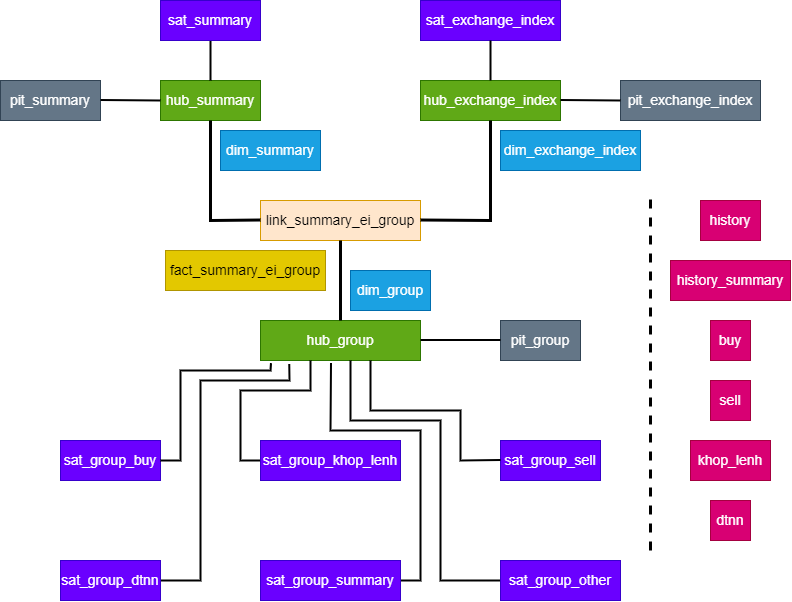 sat_summary
sat_exchange_index
pit_summary
hub_summary
hub_exchange_index
pit_exchange_index
dim_summary
dim_exchange_index
link_summary_ei_group
history
fact_summary_ei_group
dim_group
history_summary
hub_group
pit_group
buy
sell
sat_group_buy
sat_group_khop_lenh
sat_group_sell
khop_lenh
dtnn
sat_group_dtnn
sat_group_summary
sat_group_other